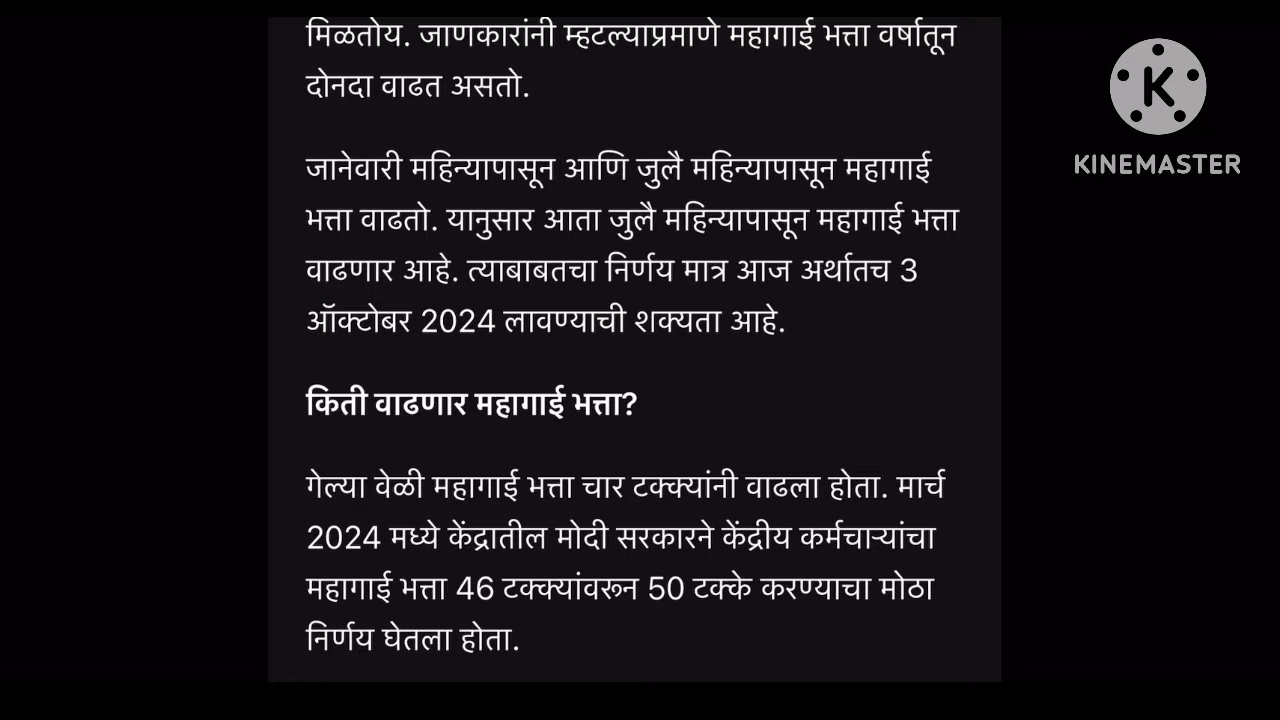 मिळतोय. जाणकारांनी म्हटल्याप्रमाणे महागाई भत्ता वर्षातून
दोनदा वाढत असतो.
जानेवारी महिन्यापासून आणि जुलै महिन्यापासून महागाई
भत्ता वाढतो. यानुसार आता जुलै महिन्यापासून महागाई भत्ता
वाढणार आहे. त्याबाबतचा निर्णय मात्र आज अर्थातच 3
ऑक्टोबर 2024 लावण्याची शक्यता आहे.
किती वाढणार महागाई भत्ता?
गेल्या वेळी महागाई भत्ता चार टक्क्यांनी वाढला होता. मार्च
2024 मध्ये केंद्रातील मोदी सरकारने केंद्रीय कर्मचाऱ्यांचा
महागाई भत्ता 46 टक्क्यांवरून 50 टक्के करण्याचा मोठा
निर्णय घेतला होता.
K
KINEMASTER